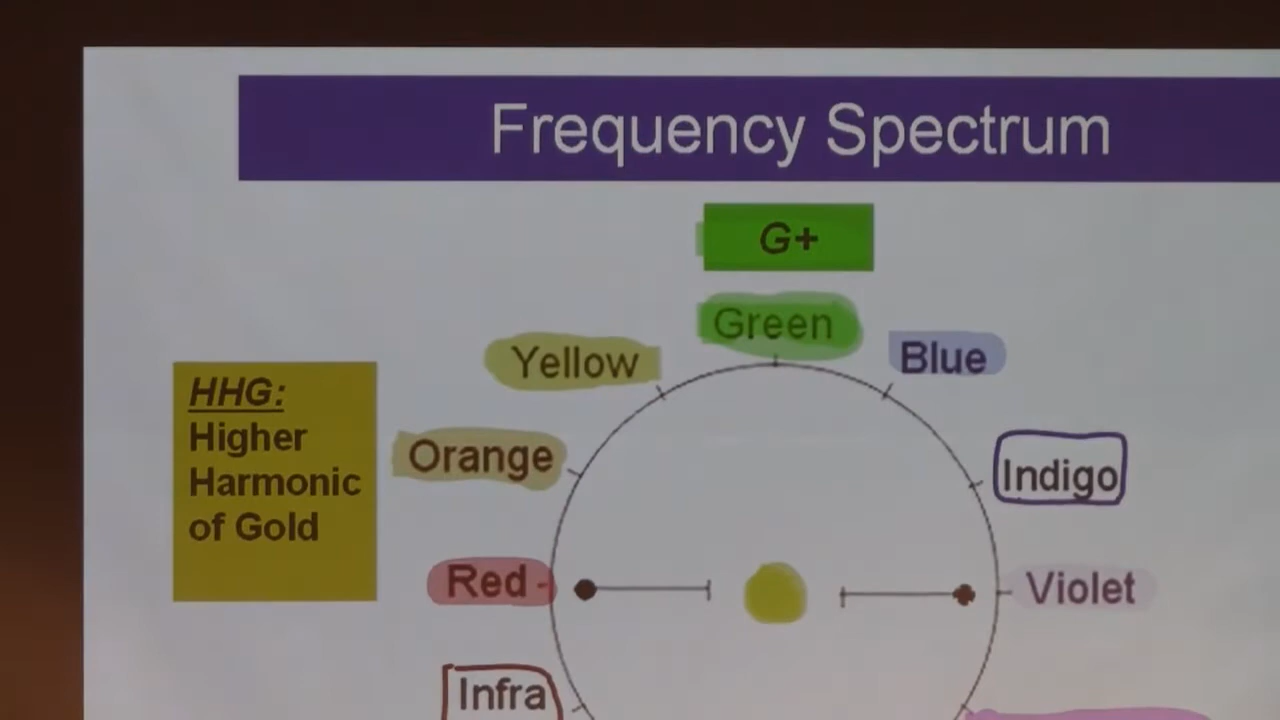 Frequency Spectrum
G+
Green
Yellow
Blue
HHG:
Higher
Harmonic
of Gold
Orange
Indigo
Red
Violet
Infra